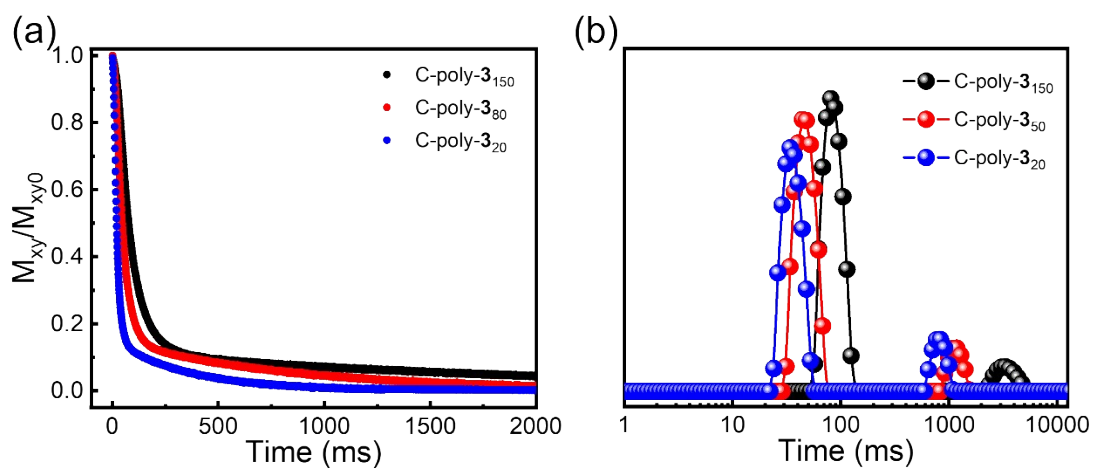 (a)
1.0
0.8
0.6
0.4
0.2
0.0
Mxy/Mxy0
C-poly-3150
C-poly-380
C-poly-320
0
500
1000
1500
2000
Time (ms)
(b)
C-poly-3150
C-poly-350
C-poly-320
1
10
100
1000
10000
Time (ms)